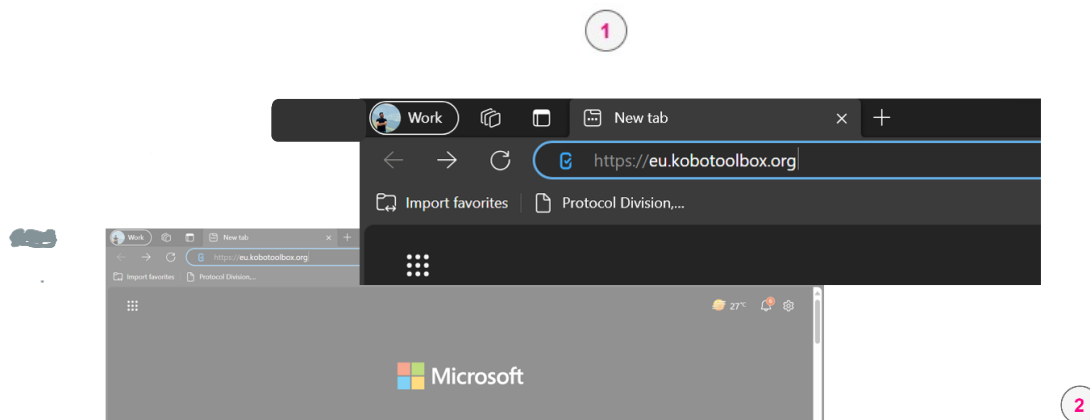 1
Work
New tab
https://eu.kobotoolbox.org
Import favorites
Protocol Division,...
Work
New tab
https://eu.kobotoolbox.org
Import favorites
Protocol Division,...
27°C
Microsoft
2